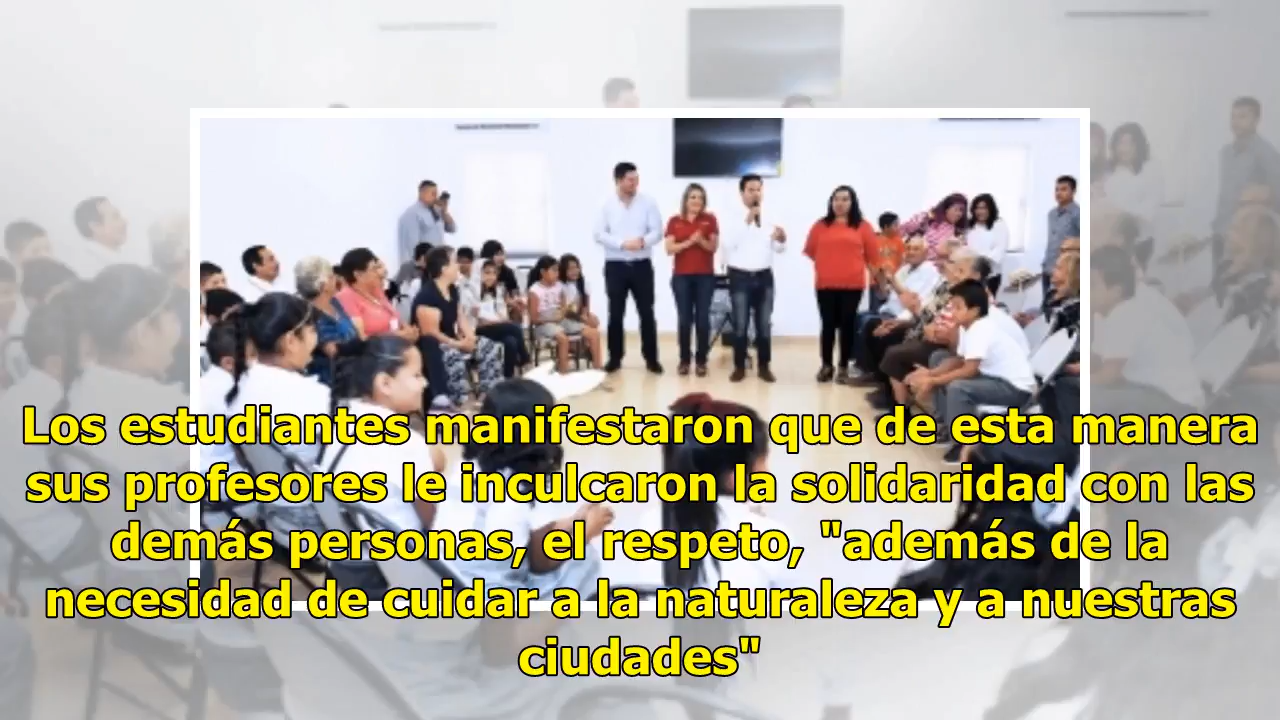 Los estudiantes manifestaron que de esta manera
sus profesores le inculcaron la solidaridad con las
demás personas, el respeto, "además de la
necesidad de cuidar a la naturaleza y a nuestras
ciudades"